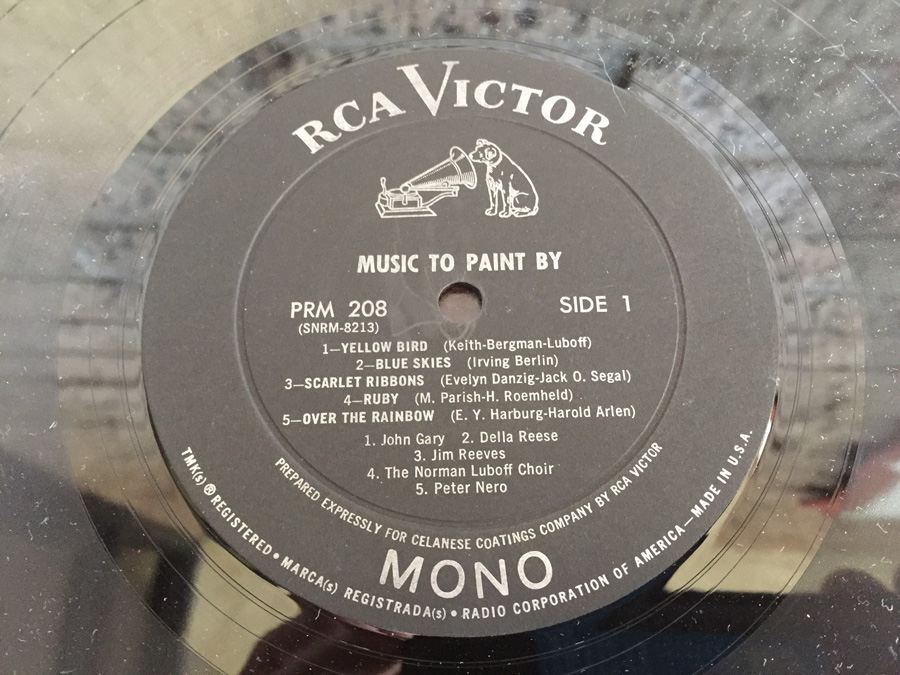 RCA VICTOR
MUSIC TO PAINT BY
PRM 208
SIDE 1
(SNRM-8213)
1—YELLOW BIRD (Keith-Bergman-Luboff)
2—BLUE SKIES (Irving Berlin)
3—SCARLET RIBBONS (Evelyn Danzig-Jack O. Segal)
4—RUBY (M. Parish-H. Roemheld)
5—OVER THE RAINBOW (E. Y. Harburg-Harold Arlen)
1. John Gary 2. Della Reese
3. Jim Reeves
4. The Norman Luboff Choir
5. Peter Nero
PREPARED EXPRESSLY FOR CELANESE COATINGS COMPANY BY RCA VICTOR
MONO
TMK(s) ® REGISTERED • MARCA(s) REGISTRADA(s) • RADIO CORPORATION OF AMERICA—MADE IN U.S.A.